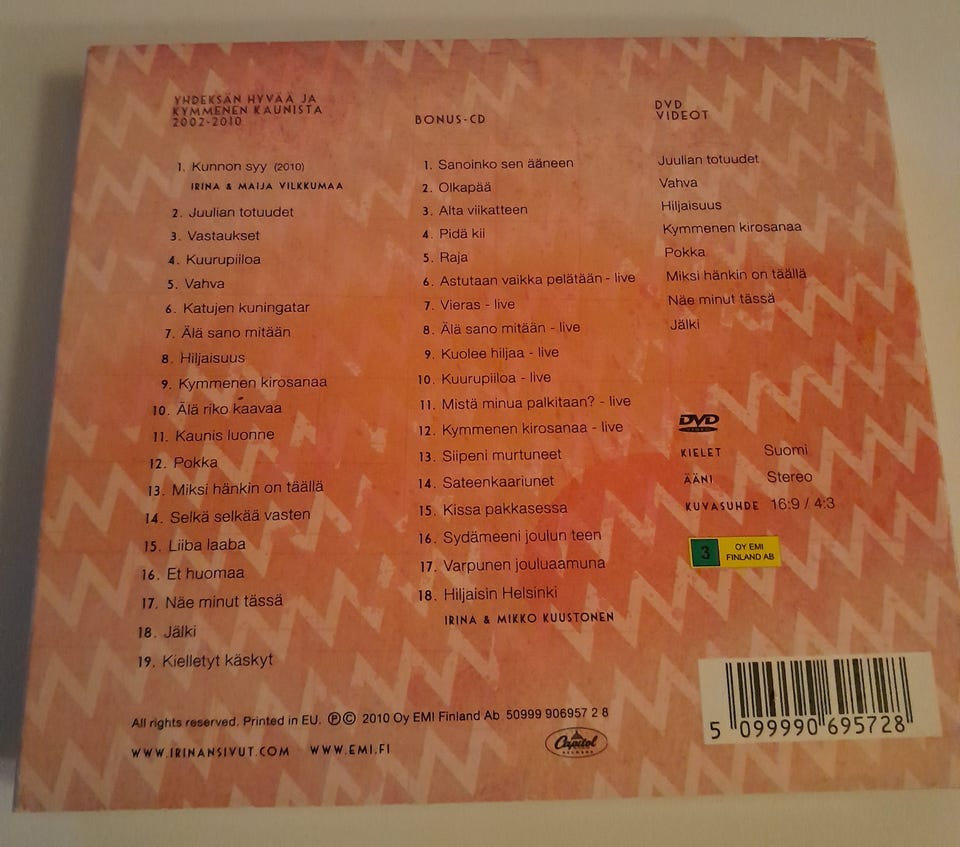 YHDEKSÄN HYVÄÄ JA
KYMMENEN KAUNISTA
2002-2010
1. Kunnon syy (2010)
IRINA & MAIJA VILKKUMAA
2. Juulian totuudet
3. Vastaukset
4. Kuurupiiloa
5. Vahva
6. Katujen kuningatar
7. Älä sano mitään
8. Hiljaisuus
9. Kymmenen kirosanaa
10. Älä riko kaavaa
11. Kaunis luonne
12. Pokka
13. Miksi hänkin on täällä
14. Selkä selkää vasten
15. Liiba laaba
16. Et huomaa
17. Näe minut tässä
18. Jälki
19. Kielletyt käskyt
BONUS-CD
1. Sanoinko sen ääneen
2. Olkapää
3. Alta viikatteen
4. Pidä kii
5. Raja
6. Astutaan vaikka pelätään - live
7. Vieras - live
8. Älä sano mitään - live
9. Kuolee hiljaa - live
10. Kuurupiiloa - live
11. Mistä minua palkitaan? - live
12. Kymmenen kirosanaa - live
13. Siipeni murtuneet
14. Sateenkaariunet
15. Kissa pakkasessa
16. Sydämeeni joulun teen
17. Varpunen jouluaamuna
18. Hiljaisin Helsinki
IRINA & MIKKO KUUSTONEN
DVD
VIDEOT
Juulian totuudet
Vahva
Hiljaisuus
Kymmenen kirosanaa
Pokka
Miksi hänkin on täällä
Näe minut tässä
Jälki
DVD
VIDEO
KIELET Suomi
ÄÄNI Stereo
KUVASUHDE 16:9 / 4:3
3 OY EMI
FINLAND AB
All rights reserved. Printed in EU. ℗© 2010 Oy EMI Finland Ab 50999 906957 2 8
WWW.IRINANSIVUT.COM WWW.EMI.FI
Capitol
RECORDS
5 099990 695728